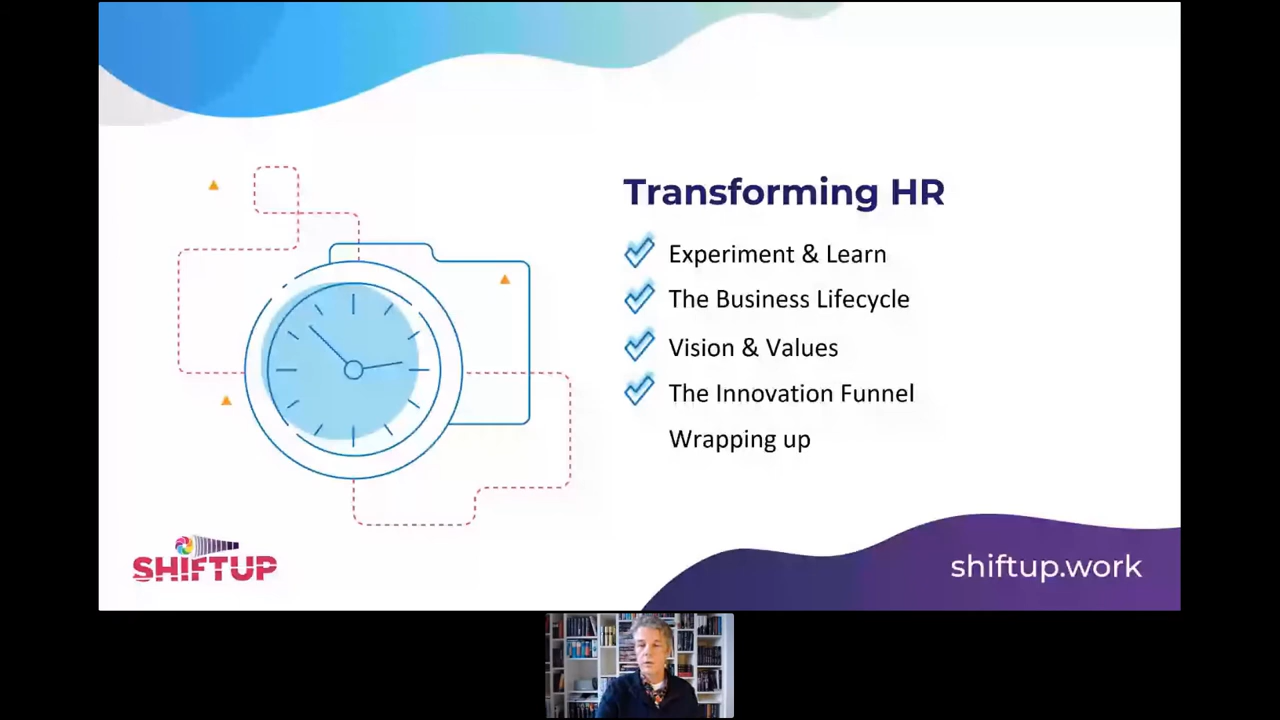 Transforming HR
Experiment & Learn
The Business Lifecycle
Vision & Values
The Innovation Funnel
Wrapping up
SHIFTUP
shiftup.work